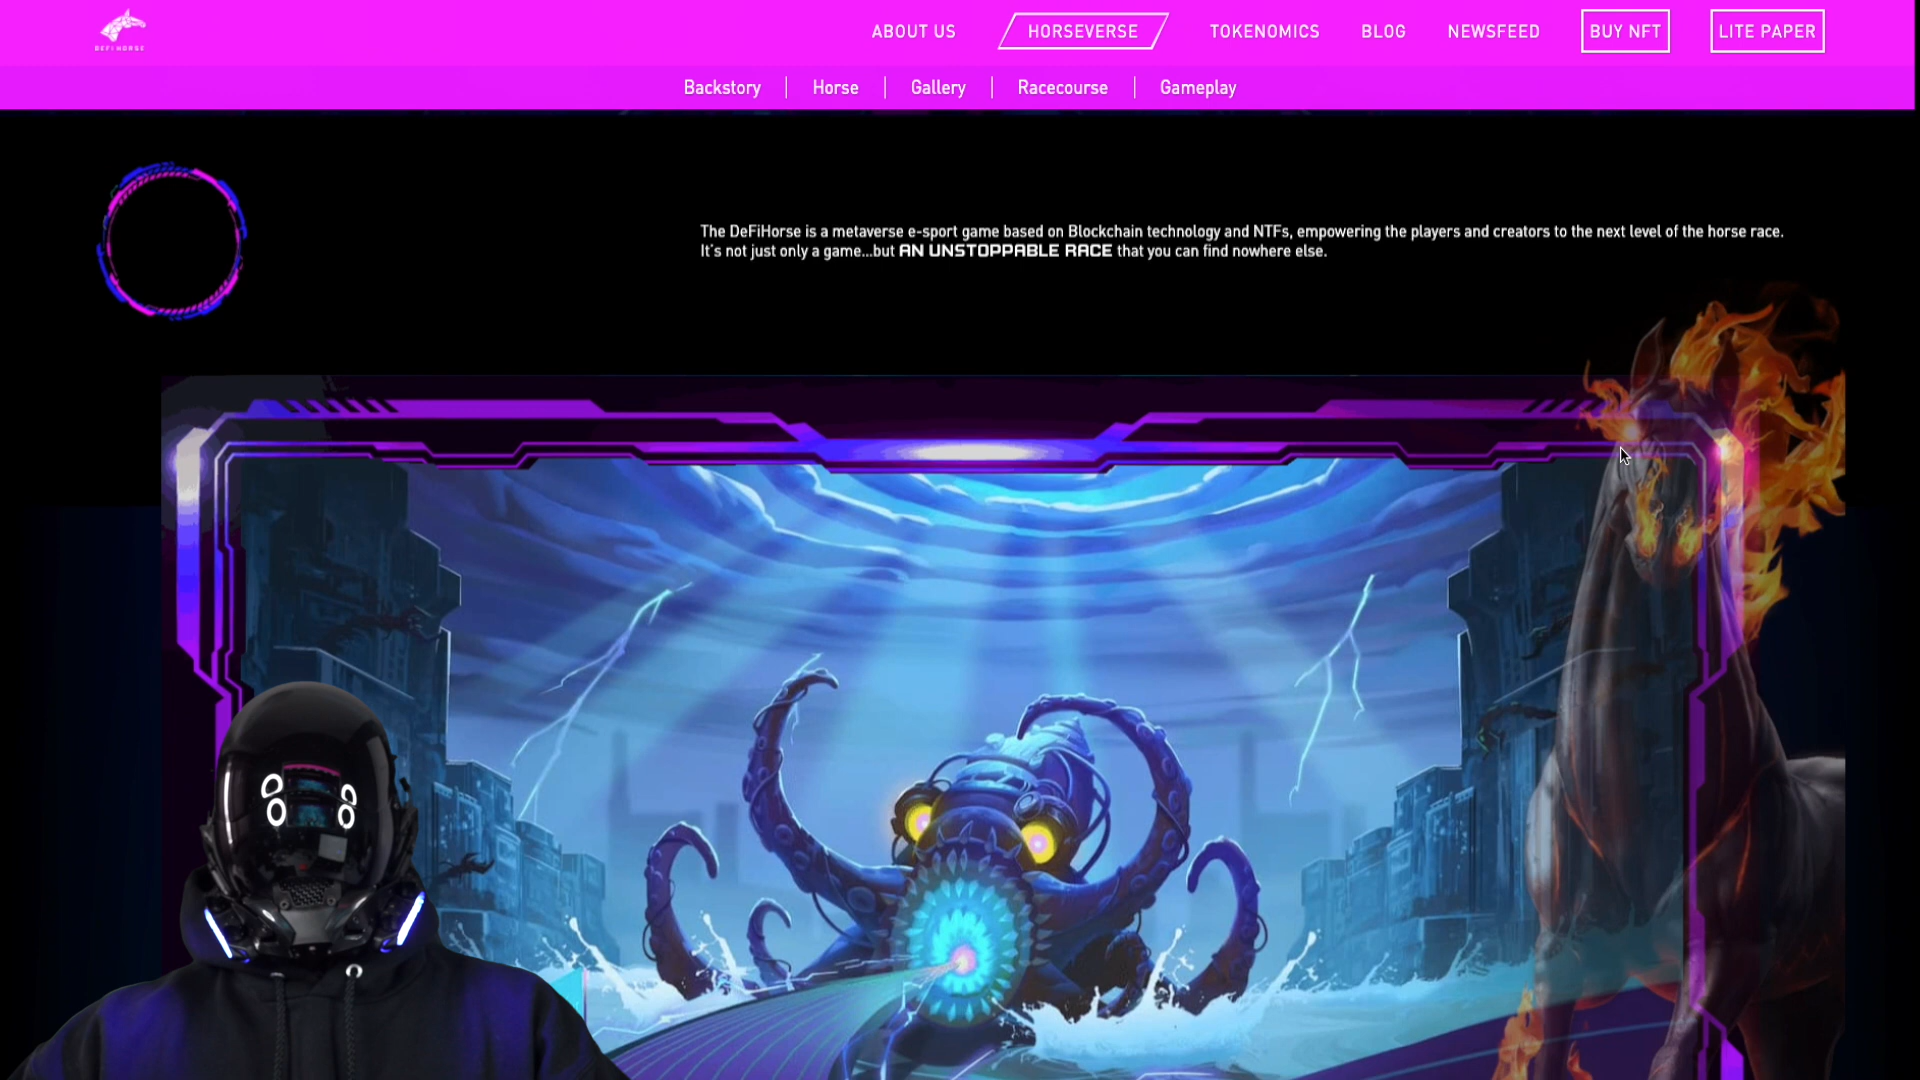 DEFI HORSE
ABOUT US
HORSEVERSE
TOKENOMICS
BLOG
NEWSFEED
BUY NFT
LITE PAPER
Backstory
Horse
Gallery
Racecourse
Gameplay
The DeFiHorse is a metaverse e-sport game based on Blockchain technology and NTFs, empowering the players and creators to the next level of the horse race.
It's not just only a game...but AN UNSTOPPABLE RACE that you can find nowhere else.